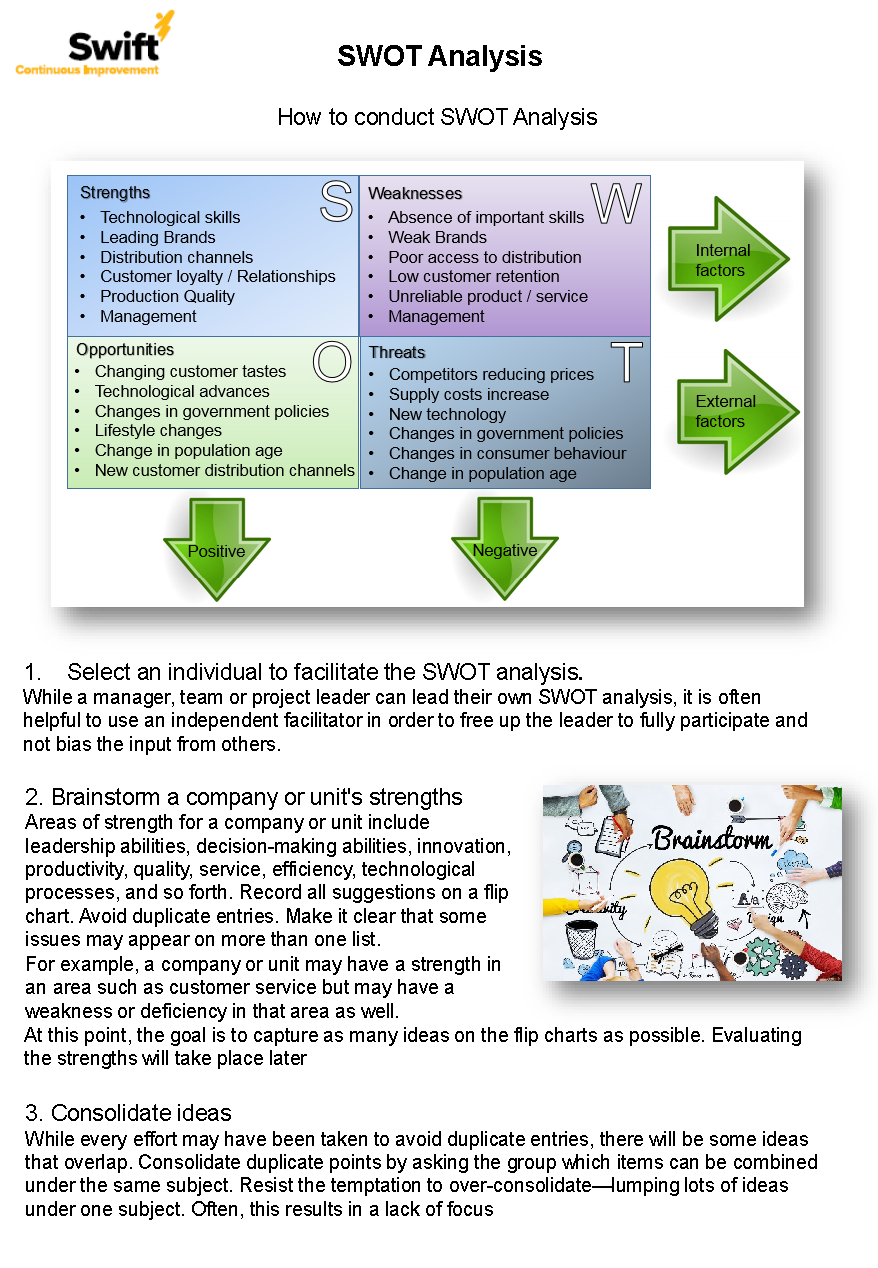 Swift
Continuous Improvement
SWOT Analysis
How to conduct SWOT Analysis
Strengths
S
• Technological skills
• Leading Brands
• Distribution channels
• Customer loyalty / Relationships
• Production Quality
• Management
Weaknesses
W
• Absence of important skills
• Weak Brands
• Poor access to distribution
• Low customer retention
• Unreliable product / service
• Management
Internal
factors
Opportunities
O
• Changing customer tastes
• Technological advances
• Changes in government policies
• Lifestyle changes
• Change in population age
• New customer distribution channels
Threats
T
• Competitors reducing prices
• Supply costs increase
• New technology
• Changes in government policies
• Changes in consumer behaviour
• Change in population age
External
factors
Positive
Negative
1. Select an individual to facilitate the SWOT analysis.
While a manager, team or project leader can lead their own SWOT analysis, it is often
helpful to use an independent facilitator in order to free up the leader to fully participate and
not bias the input from others.
2. Brainstorm a company or unit's strengths
Areas of strength for a company or unit include
leadership abilities, decision-making abilities, innovation,
productivity, quality, service, efficiency, technological
processes, and so forth. Record all suggestions on a flip
chart. Avoid duplicate entries. Make it clear that some
issues may appear on more than one list.
For example, a company or unit may have a strength in
an area such as customer service but may have a
weakness or deficiency in that area as well.
At this point, the goal is to capture as many ideas on the flip charts as possible. Evaluating
the strengths will take place later
Brainstorm
3. Consolidate ideas
While every effort may have been taken to avoid duplicate entries, there will be some ideas
that overlap. Consolidate duplicate points by asking the group which items can be combined
under the same subject. Resist the temptation to over-consolidate—lumping lots of ideas
under one subject. Often, this results in a lack of focus